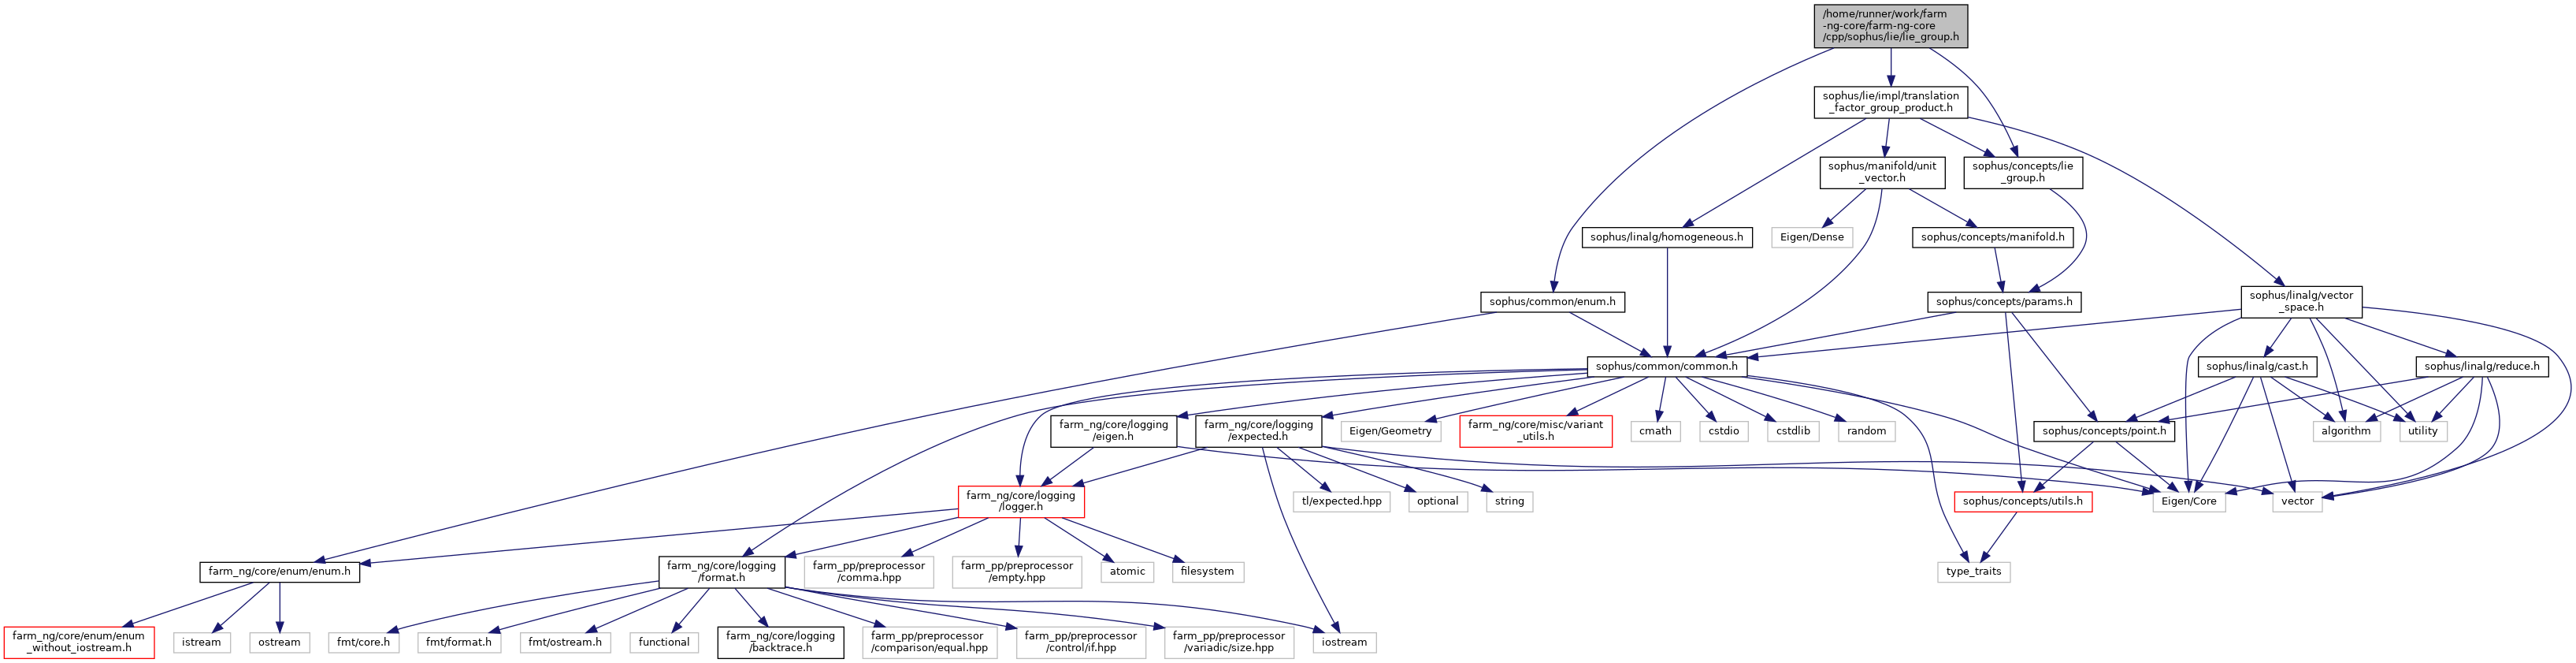 /home/runner/work/farm
-ng-core/farm-ng-core
/cpp/sophus/lie/lie_group.h
sophus/lie/impl/translation
_factor_group_product.h
sophus/manifold/unit
_vector.h
sophus/concepts/lie
_group.h
sophus/linalg/homogeneous.h
Eigen/Dense
sophus/concepts/manifold.h
sophus/common/enum.h
sophus/concepts/params.h
sophus/linalg/vector
_space.h
sophus/common/common.h
sophus/linalg/cast.h
sophus/linalg/reduce.h
farm_ng/core/logging
/eigen.h
farm_ng/core/logging
/expected.h
Eigen/Geometry
farm_ng/core/misc/variant
_utils.h
cmath
cstdio
cstdlib
random
sophus/concepts/point.h
algorithm
utility
farm_ng/core/logging
/logger.h
tl/expected.hpp
optional
string
sophus/concepts/utils.h
Eigen/Core
vector
farm_ng/core/enum/enum.h
farm_ng/core/logging
/format.h
farm_pp/preprocessor
/comma.hpp
farm_pp/preprocessor
/empty.hpp
atomic
filesystem
type_traits
farm_ng/core/enum/enum
_without_iostream.h
istream
ostream
fmt/core.h
fmt/format.h
fmt/ostream.h
functional
farm_ng/core/logging
/backtrace.h
farm_pp/preprocessor
/comparison/equal.hpp
farm_pp/preprocessor
/control/if.hpp
farm_pp/preprocessor
/variadic/size.hpp
iostream